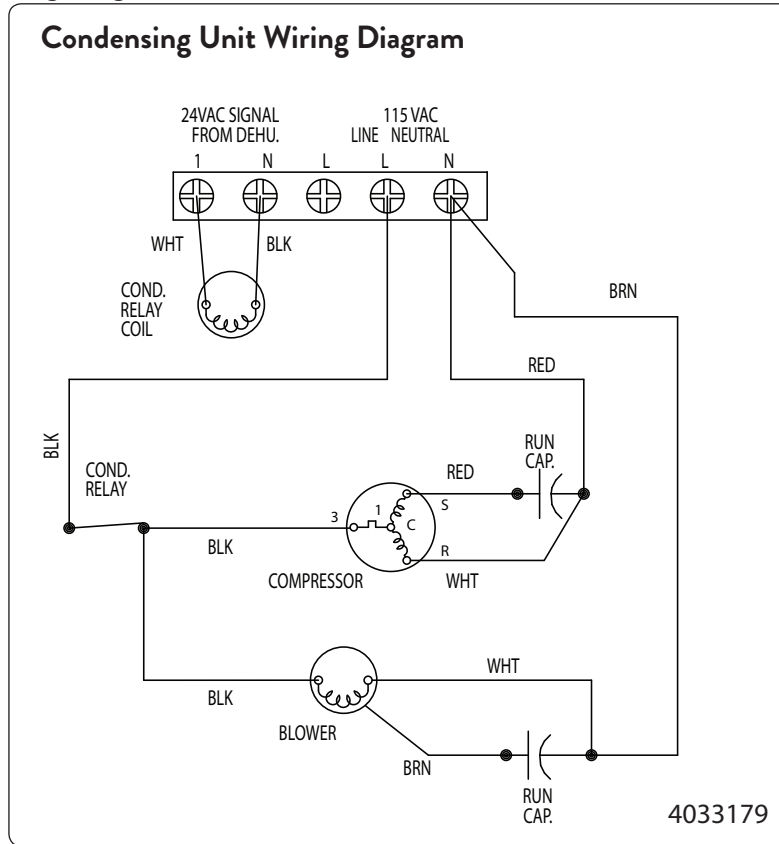 Condensing Unit Wiring Diagram
24VAC SIGNAL
FROM DEHU.
115 VAC
LINE NEUTRAL
1 N L L N
WHT
BLK
COND.
RELAY
COIL
BRN
RED
BLK
COND.
RELAY
RUN
CAP.
RED
3
1
C
S
R
BLK
COMPRESSOR
WHT
WHT
BLK
BLOWER
BRN
RUN
CAP.
4033179